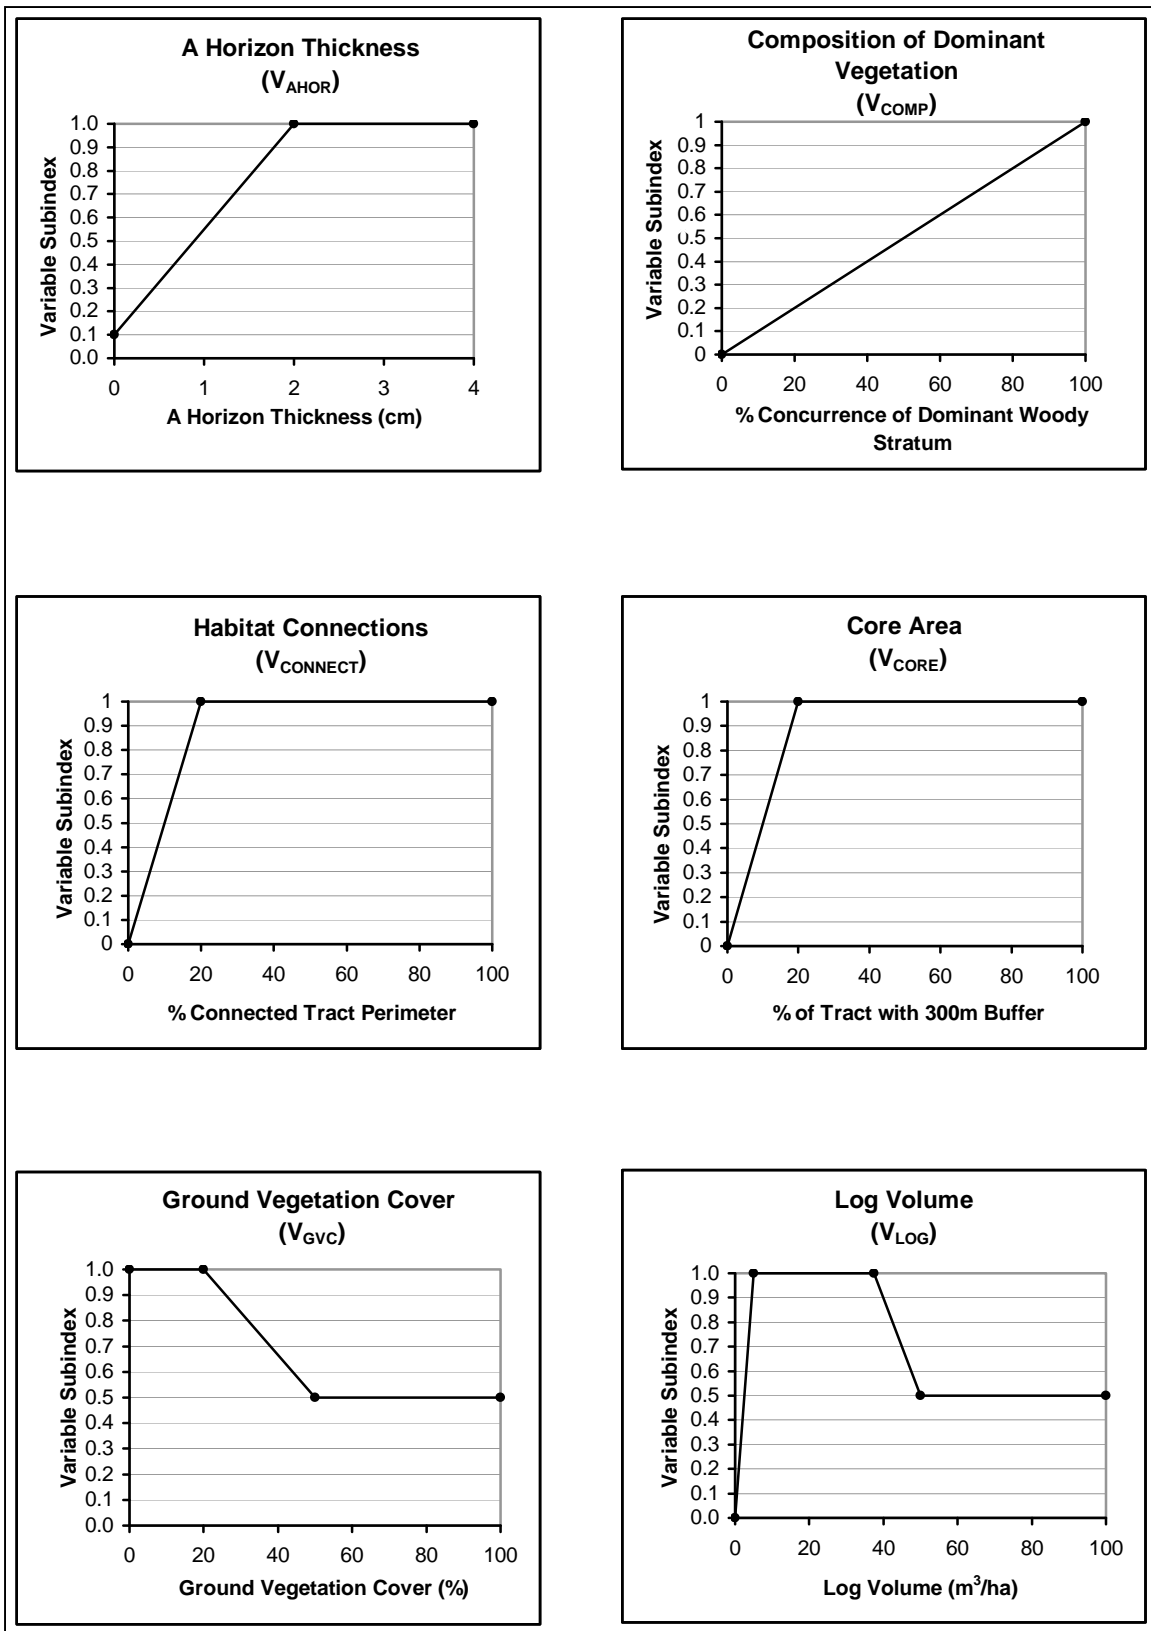 A Horizon Thickness
(V_AHOR)
1.0
0.9
0.8
0.7
0.6
0.5
0.4
0.3
0.2
0.1
0.0
Variable Subindex
0 1 2 3 4
A Horizon Thickness (cm)
Composition of Dominant
Vegetation
(V_COMP)
1
0.9
0.8
0.7
0.6
0.5
0.4
0.3
0.2
0.1
0
Variable Subindex
0 20 40 60 80 100
% Concurrence of Dominant Woody
Stratum
Habitat Connections
(V_CONNECT)
1
0.9
0.8
0.7
0.6
0.5
0.4
0.3
0.2
0.1
0
Variable Subindex
0 20 40 60 80 100
% Connected Tract Perimeter
Core Area
(V_CORE)
1
0.9
0.8
0.7
0.6
0.5
0.4
0.3
0.2
0.1
0
Variable Subindex
0 20 40 60 80 100
% of Tract with 300m Buffer
Ground Vegetation Cover
(V_GVC)
1.0
0.9
0.8
0.7
0.6
0.5
0.4
0.3
0.2
0.1
0.0
Variable Subindex
0 20 40 60 80 100
Ground Vegetation Cover (%)
Log Volume
(V_LOG)
1.0
0.9
0.8
0.7
0.6
0.5
0.4
0.3
0.2
0.1
0.0
Variable Subindex
0 20 40 60 80 100
Log Volume (m³/ha)